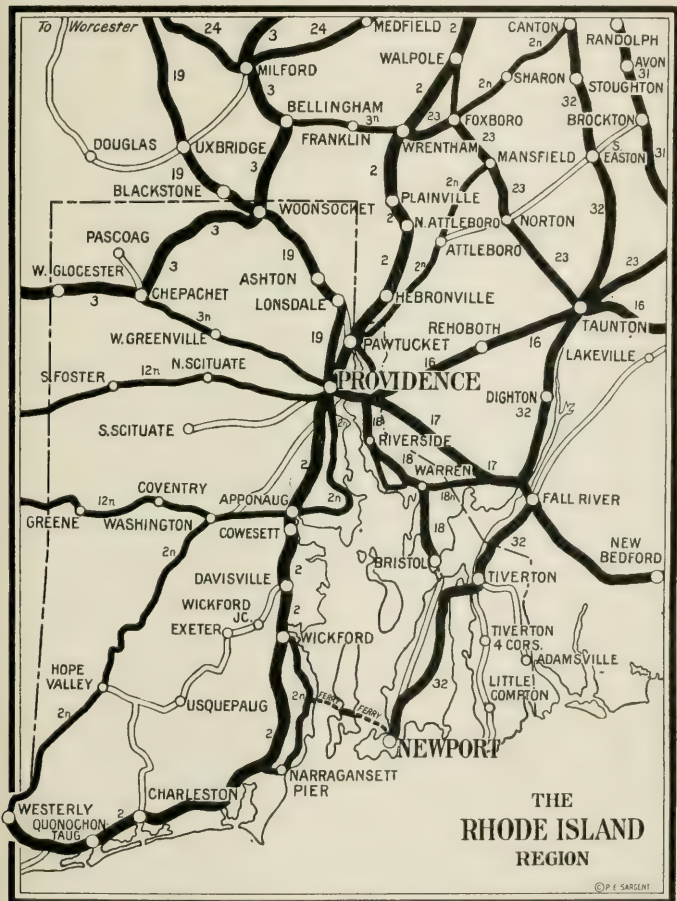 To Worcester
24
3
24
MEDFIELD
2
CANTON
RANDOLPH
2n
WALPOLE
AVON
31
19
MILFORD
2n
SHARON
STOUGHTON
3
2
32
BELLINGHAM
BROCKTON
3n
23
FOXBORO
DOUGLAS
UXBRIDGE
FRANKLIN
WRENTHAM
23
S.
EASTON
31
MANSFIELD
19
3
2
BLACKSTONE
PLAINVILLE
2n
23
32
WOONSOCKET
N. ATTLEBORO
NORTON
3
2
ATTLEBORO
PASCOAG
19
23
23
W. GLOCESTER
ASHTON
2
3
CHEPACHET
LONSDALE
HEBRONVILLE
16
3n
REHOBOTH
TAUNTON
W. GREENVILLE
19
PAWTUCKET
16
16
LAKEVILLE
12n
N. SCITUATE
S. FOSTER
PROVIDENCE
DIGHTON
32
2n
18
17
S. SCITUATE
RIVERSIDE
2
18
WARREN
17
COVENTRY
12n
APPONAUG
2n
18n
FALL RIVER
GREENE
WASHINGTON
COWESETT
18
2n
32
NEW
BEDFORD
2
BRISTOL
DAVISVILLE
TIVERTON
WICKFORD
JC.
2
TIVERTON
4 CORS.
EXETER
WICKFORD
ADAMSVILLE
HOPE
VALLEY
32
LITTLE
COMPTON
2n
FERRY
FERRY
2n
USQUEPAUG
2
NEWPORT
NARRAGANSETT
PIER
CHARLESTON
WESTERLY
QUONOCHON-
TAUG
2
THE
RHODE ISLAND
REGION
© P E SARGENT